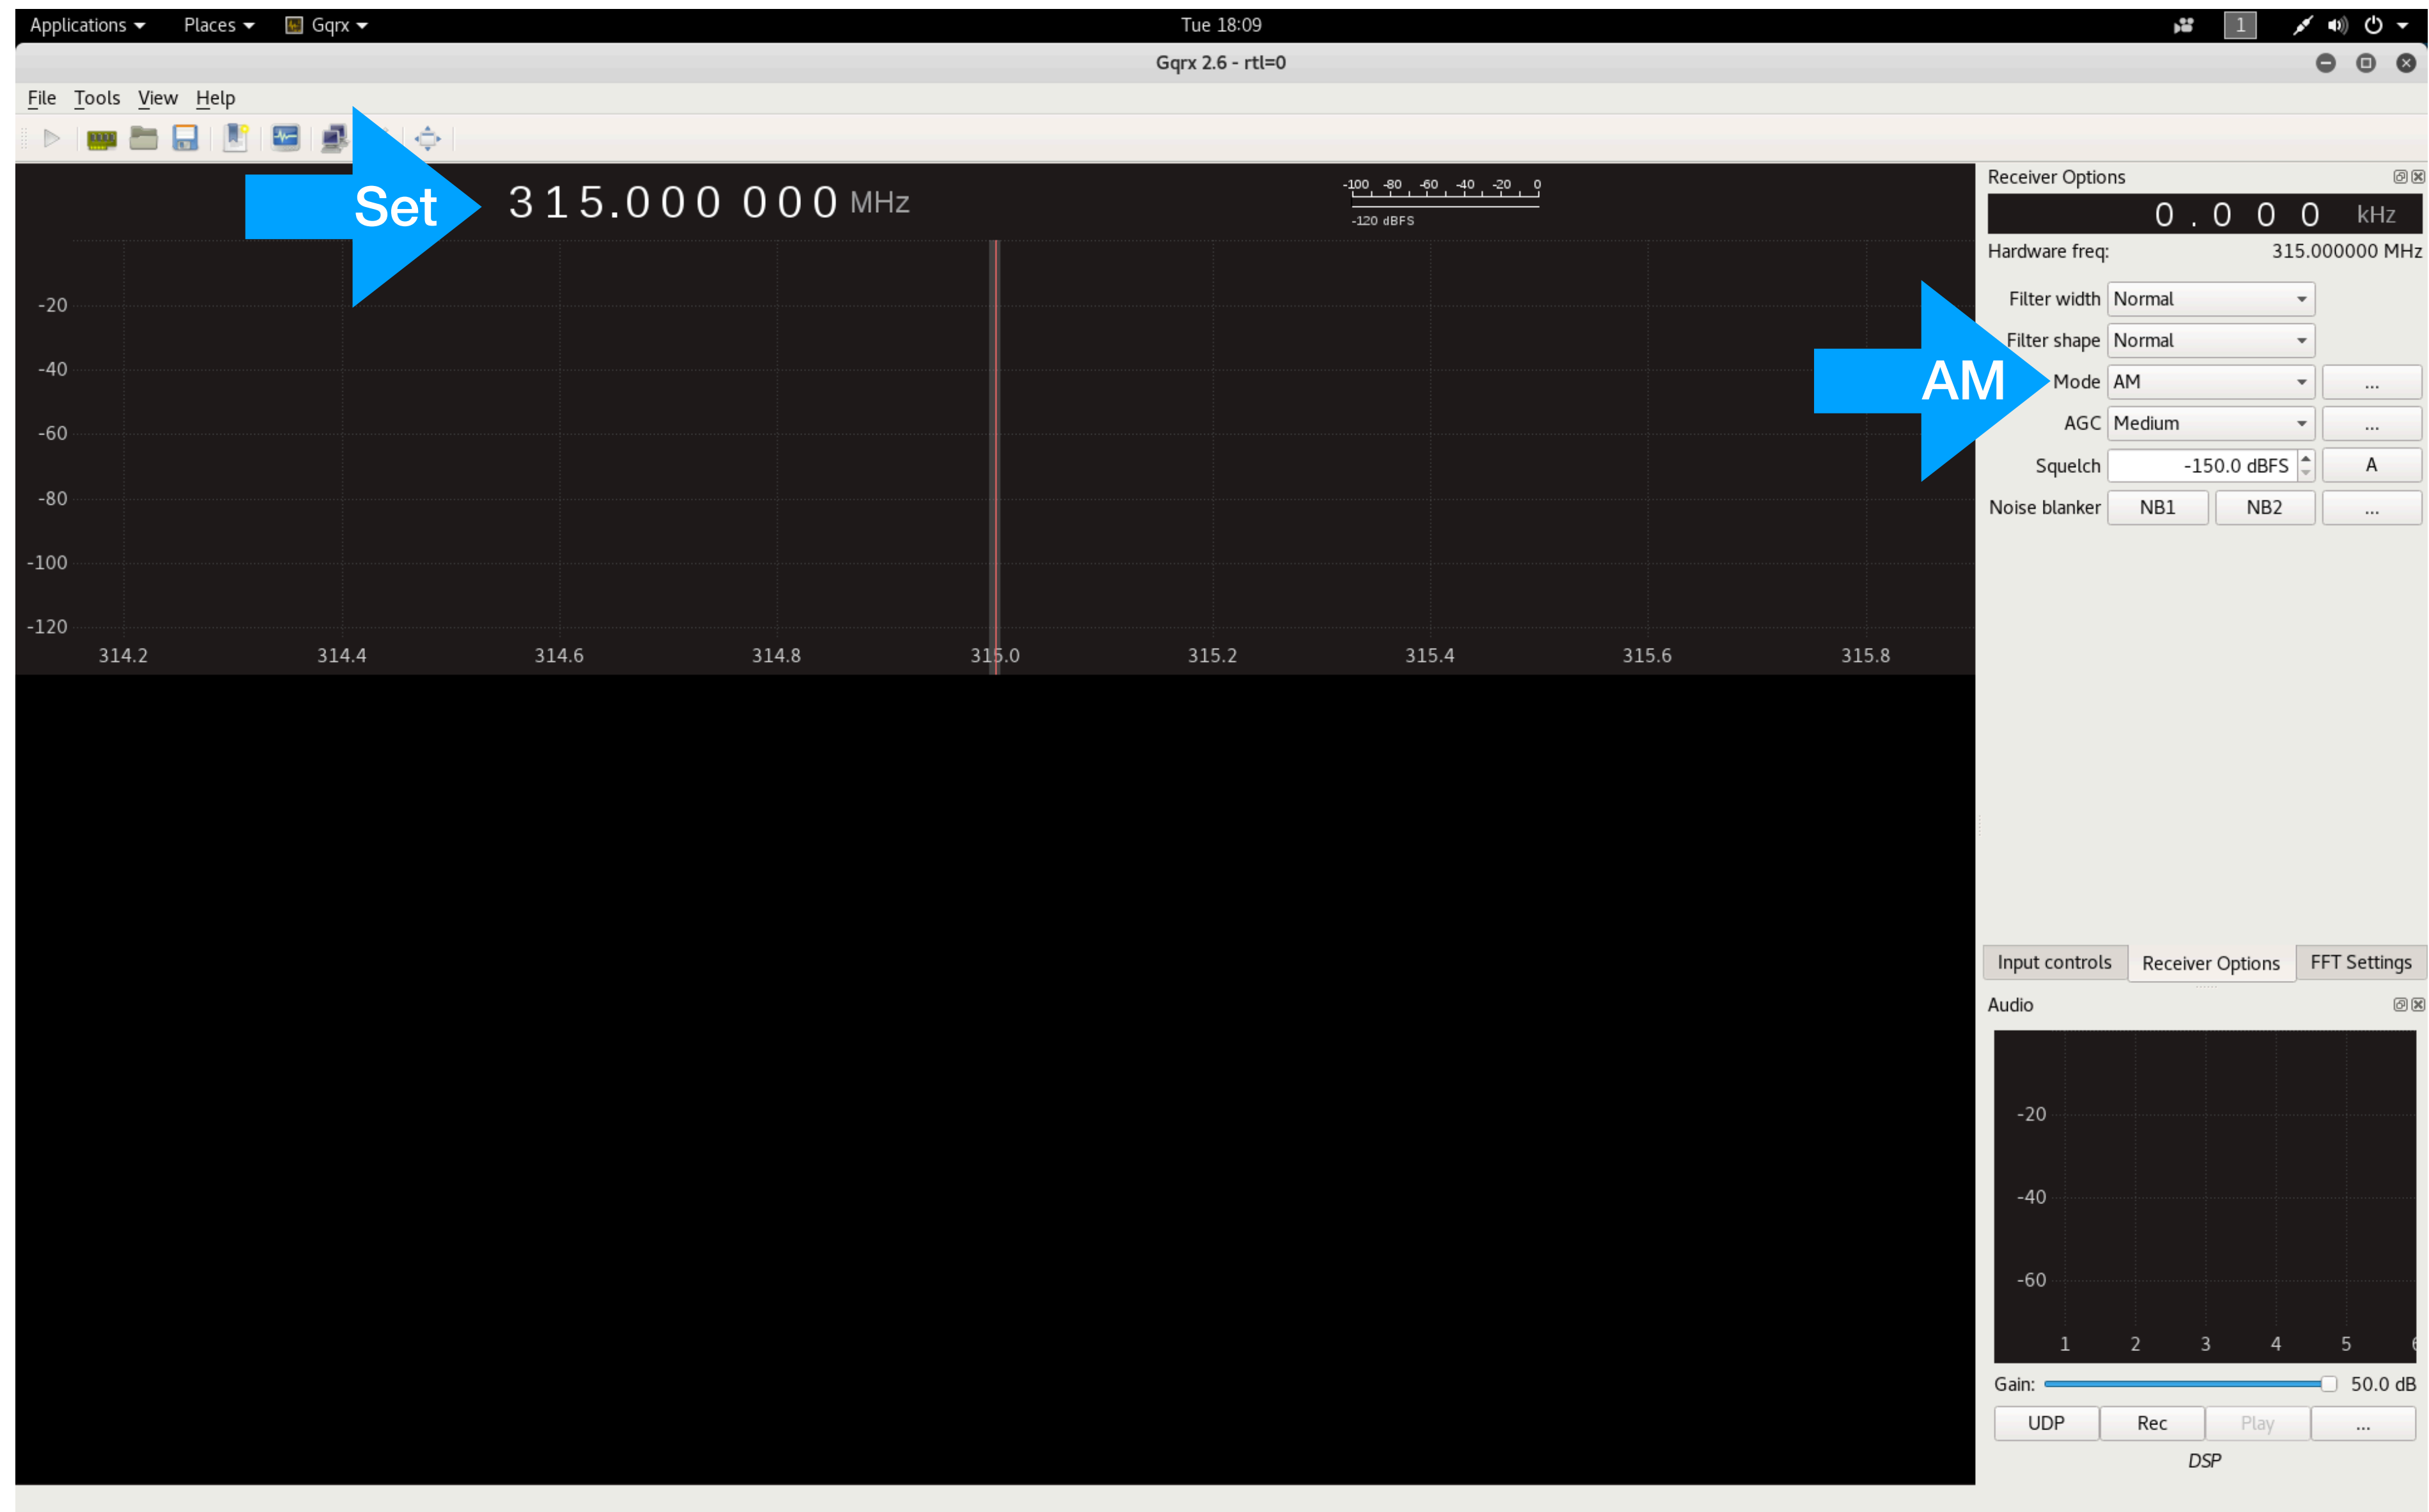 Applications Places Gqrx Tue 18:09 1
Gqrx 2.6 - rtl=0
File Tools View Help
Set
315.000 000 MHz
-100 -80 -60 -40 -20 0
-120 dBFS
-20
-40
-60
-80
-100
-120
314.2 314.4 314.6 314.8 315.0 315.2 315.4 315.6 315.8
Receiver Options
0.000 kHz
Hardware freq: 315.000000 MHz
Filter width Normal
Filter shape Normal
AM
Mode AM ...
AGC Medium ...
Squelch -150.0 dBFS A
Noise blanker NB1 NB2 ...
Input controls Receiver Options FFT Settings
Audio
-20
-40
-60
1 2 3 4 5 6
Gain: 50.0 dB
UDP Rec Play ...
DSP